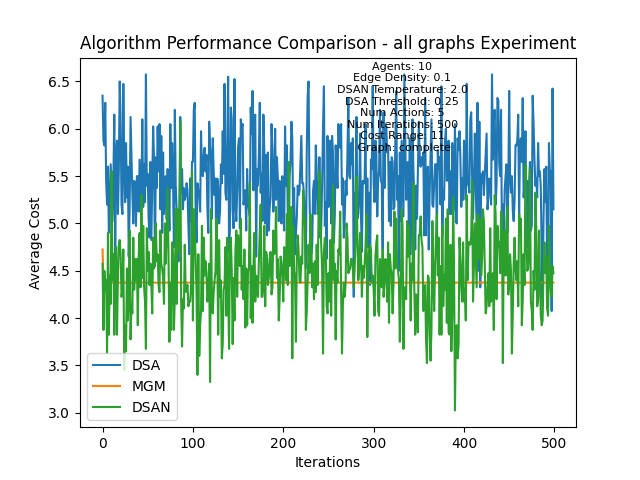 Algorithm Performance Comparison - all graphs Experiment
Agents: 10
Edge Density: 0.1
DSAN Temperature: 2.0
DSA Threshold: 0.25
Num Actions: 5
Num Iterations: 500
Cost Range: 11
Graph: complete
6.5
6.0
5.5
5.0
4.5
4.0
3.5
3.0
Average Cost
DSA
MGM
DSAN
0 100 200 300 400 500
Iterations